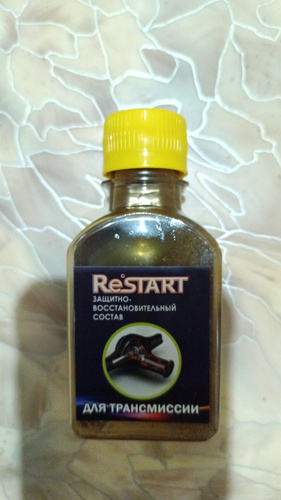 ReSTART
ЗАЩИТНО-
ВОССТАНОВИТЕЛЬНЫЙ
СОСТАВ
ДЛЯ ТРАНСМИССИИ